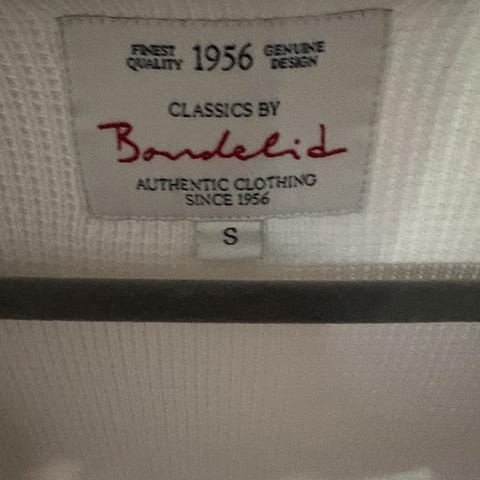 FINEST 1956 GENUINE
QUALITY DESIGN
CLASSICS BY
Bondelid
AUTHENTIC CLOTHING
SINCE 1956
S